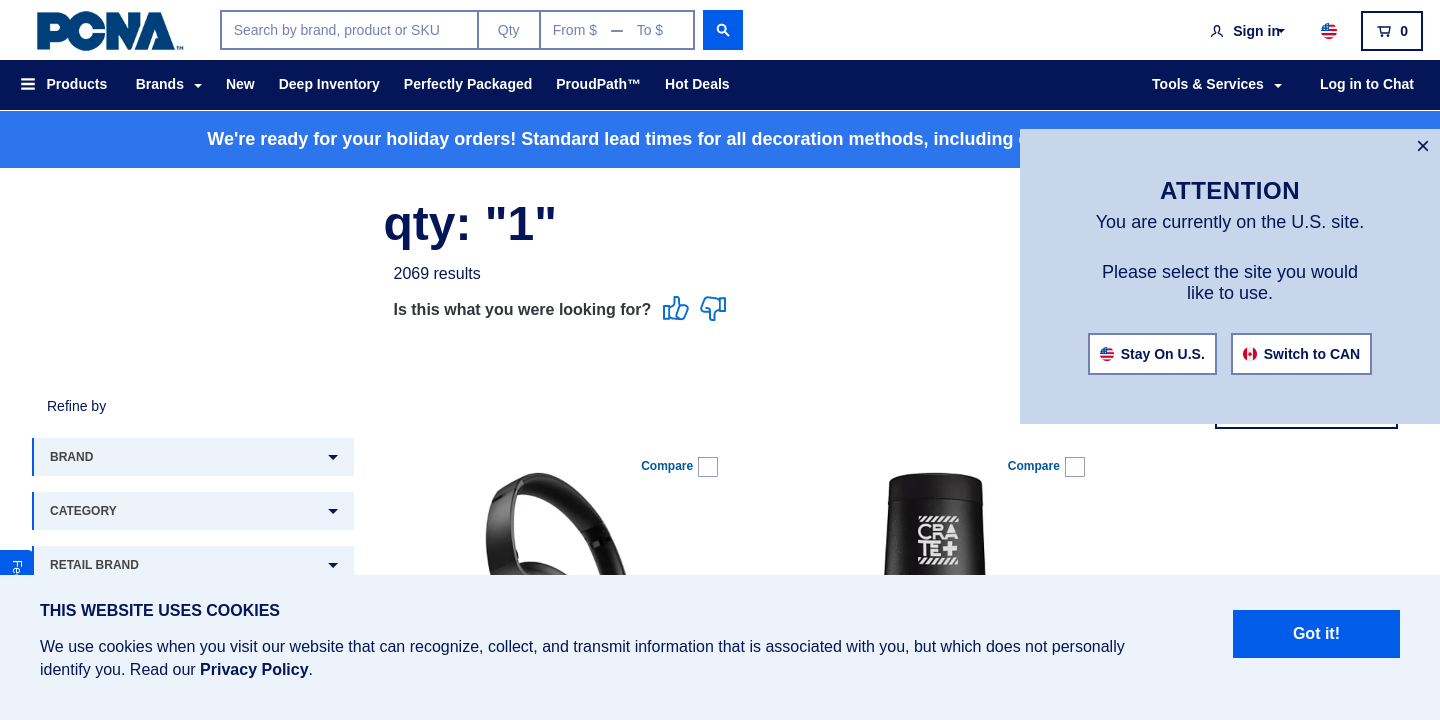 PCNA™
Search by brand, product or SKU
Qty
From $ — To $
Sign in
0
Products
Brands
New
Deep Inventory
Perfectly Packaged
ProudPath™
Hot Deals
Tools & Services
Log in to Chat
We're ready for your holiday orders! Standard lead times for all decoration methods, including
×
ATTENTION
You are currently on the U.S. site.
Please select the site you would
like to use.
Stay On U.S.
Switch to CAN
qty: "1"
2069 results
Is this what you were looking for?
Refine by
BRAND
CATEGORY
RETAIL BRAND
Compare
Compare
CRATE+
THIS WEBSITE USES COOKIES
We use cookies when you visit our website that can recognize, collect, and transmit information that is associated with you, but which does not personally
identify you. Read our Privacy Policy.
Got it!